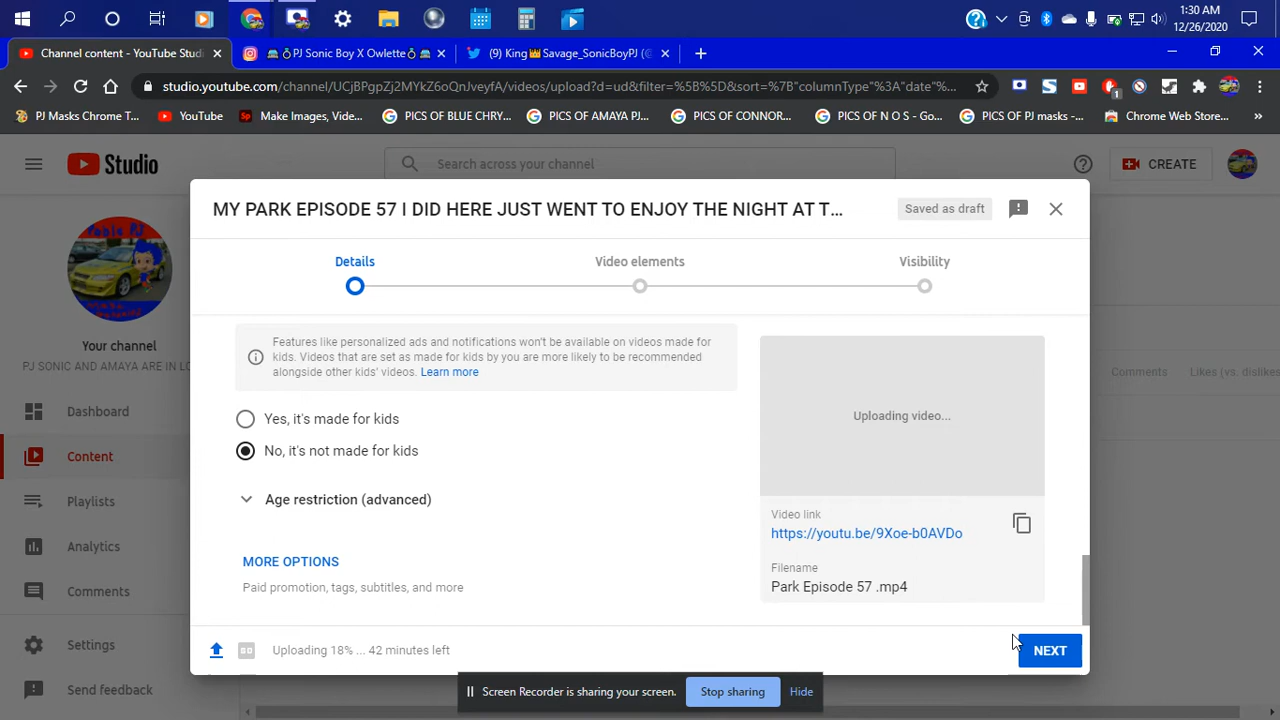 1:30 AM
12/26/2020
Channel content - YouTube Studi
PJ Sonic Boy X Owlette
(9) King Savage_SonicBoyPJ (@
studio.youtube.com/channel/UCjBPgpZj2MYkZ6oQnJveyfA/videos/upload?d=ud&filter=%5B%5D&sort=%7B"columnType"%3A"date"%...
1
PJ Masks Chrome T...
YouTube
Sp
Make Images, Vide...
PICS OF BLUE CHRY...
PICS OF AMAYA PJ...
PICS OF CONNOR...
PICS OF N O S - Go...
PICS OF PJ masks - ...
Chrome Web Store...
»
Studio
Search across your channel
CREATE
MY PARK EPISODE 57 I DID HERE JUST WENT TO ENJOY THE NIGHT AT T...
Saved as draft
Details
Video elements
Visibility
Pablo PJ
Your channel
PJ SONIC AND AMAYA ARE IN LO
Dashboard
Content
Playlists
Analytics
Comments
Settings
Send feedback
Comments
Likes (vs. dislikes
Features like personalized ads and notifications won't be available on videos made for
kids. Videos that are set as made for kids by you are more likely to be recommended
alongside other kids' videos. Learn more
Yes, it's made for kids
No, it's not made for kids
Age restriction (advanced)
MORE OPTIONS
Paid promotion, tags, subtitles, and more
Uploading video...
Video link
https://youtu.be/9Xoe-b0AVDo
Filename
Park Episode 57 .mp4
Uploading 18% ... 42 minutes left
NEXT
Screen Recorder is sharing your screen.
Stop sharing
Hide